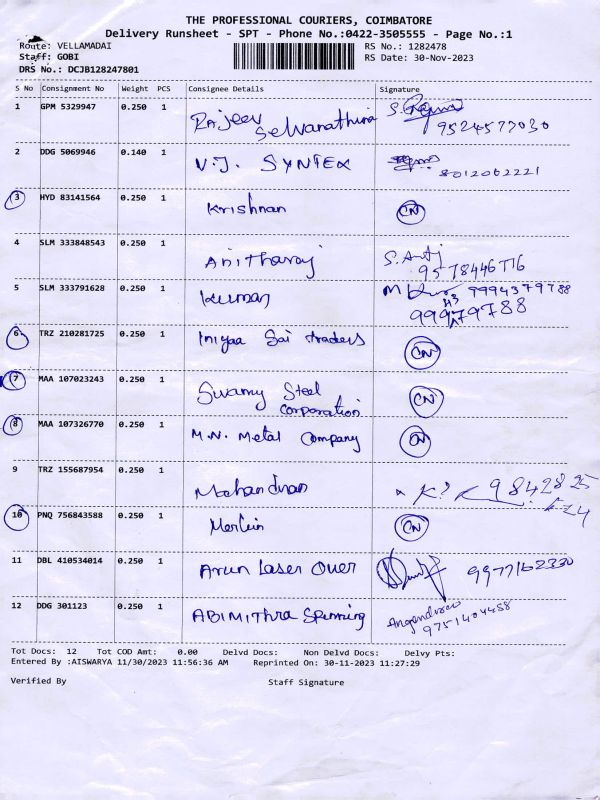 THE PROFESSIONAL COURIERS, COIMBATORE
Delivery Runsheet - SPT - Phone No.:0422-3505555 - Page No.:1
Route: VELLAMADAI RS No.: 1282478
Staff: GOBI RS Date: 30-Nov-2023
DRS No.: DCJB128247801
S No Consignment No Weight PCS Consignee Details Signature
1 GPM 5329947 0.250 1 Rajeev S.
Selvarathina 9524577030
2 DDG 5069946 0.140 1 V.J. SYNTEX 8012062221
3 HYD 83141564 0.250 1 Krishnan CN
4 SLM 333848543 0.250 1 Anitharaj S.
9578446776
5 SLM 333791628 0.250 1 Kumar M 9994379788
6 TRZ 210281725 0.250 1 Iniyaa Sai traders CN
7 MAA 107023243 0.250 1 Swamy Steel CN
Corporation
8 MAA 107326770 0.250 1 M.N. Metal Company CN
9 TRZ 155687954 0.250 1 9842825
10 PNQ 756843588 0.250 1 Merlin CN
11 DBL 410534014 0.250 1 Arun Laser Over 9977162330
12 DDG 301123 0.250 1 ABIMithra Spinning
9751404458
Tot Docs: 12 Tot COD Amt: 0.00 Delvd Docs: Non Delvd Docs: Delvy Pts:
Entered By :AISWARYA 11/30/2023 11:56:36 AM Reprinted On: 30-11-2023 11:27:29
Verified By Staff Signature